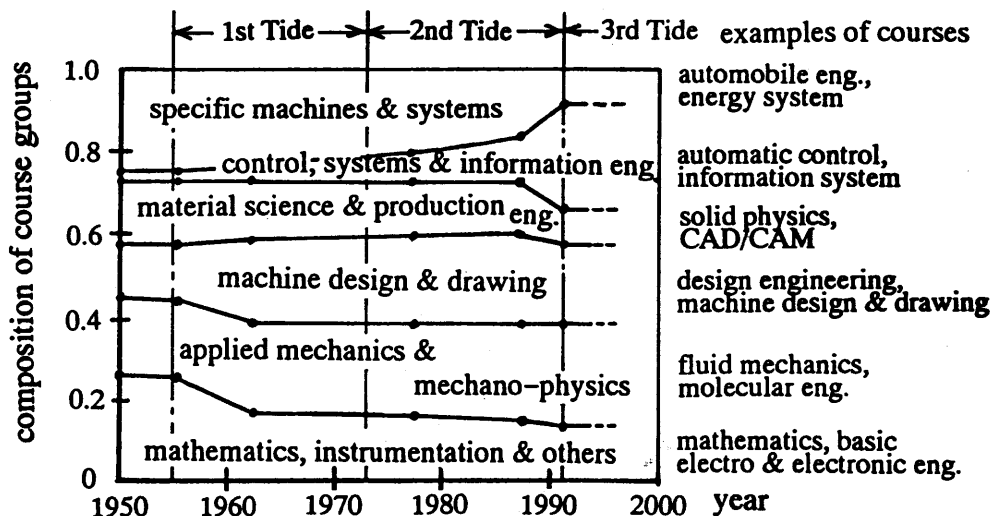 1st Tide 2nd Tide 3rd Tide examples of courses
composition of course groups
1.0
0.8
0.6
0.4
0.2
0
specific machines & systems
control, systems & information eng.
material science & production eng.
machine design & drawing
applied mechanics &
mechano-physics
mathematics, instrumentation & others
automobile eng.,
energy system
automatic control,
information system
solid physics,
CAD/CAM
design engineering,
machine design & drawing
fluid mechanics,
molecular eng.
mathematics, basic
electro & electronic eng.
1950 1960 1970 1980 1990 2000 year